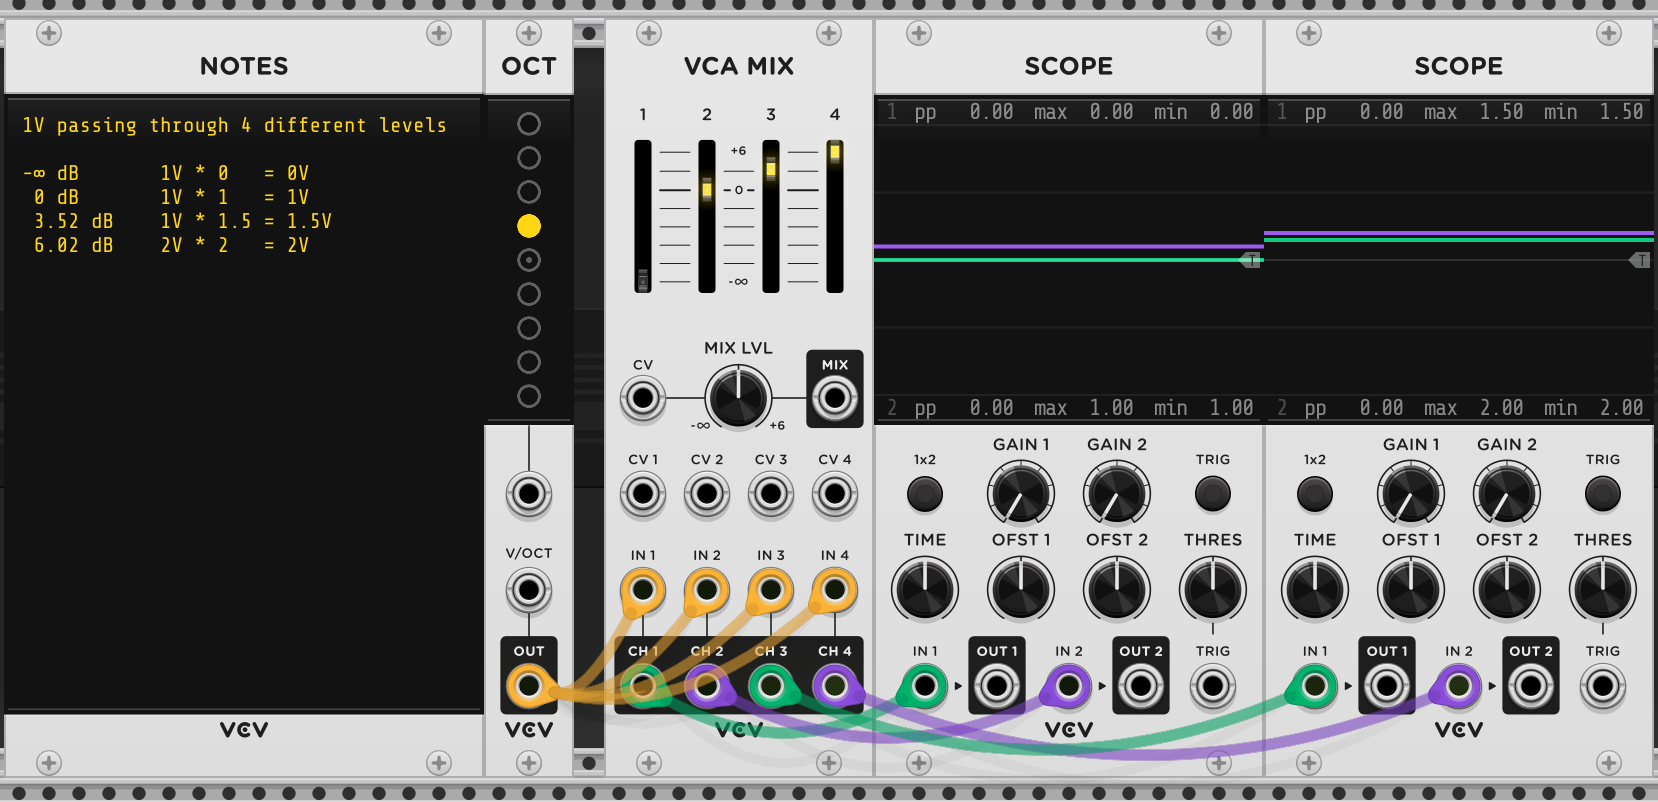 NOTES
1V passing through 4 different levels
-∞ dB 1V * 0 = 0V
0 dB 1V * 1 = 1V
3.52 dB 1V * 1.5 = 1.5V
6.02 dB 2V * 2 = 2V
VCV
OCT
V/OCT
OUT
VCV
VCA MIX
1 2 3 4
+6
0
-∞
MIX LVL
CV
MIX
-∞ +6
CV 1 CV 2 CV 3 CV 4
IN 1 IN 2 IN 3 IN 4
CH 1 CH 2 CH 3 CH 4
VCV
SCOPE
1 pp 0.00 max 0.00 min 0.00
T
2 pp 0.00 max 1.00 min 1.00
GAIN 1 GAIN 2
1x2 TRIG
TIME OFST 1 OFST 2 THRES
IN 1 OUT 1 IN 2 OUT 2 TRIG
VCV
SCOPE
1 pp 0.00 max 1.50 min 1.50
T
2 pp 0.00 max 2.00 min 2.00
GAIN 1 GAIN 2
1x2 TRIG
TIME OFST 1 OFST 2 THRES
IN 1 OUT 1 IN 2 OUT 2 TRIG
VCV